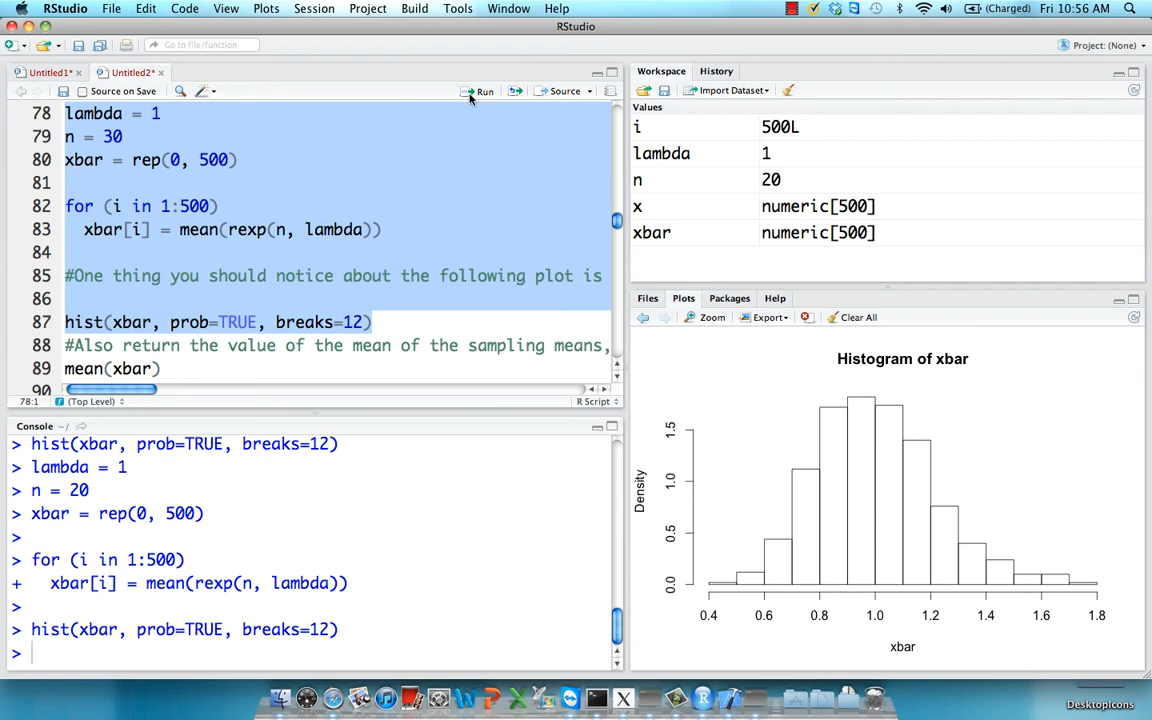 RStudio File Edit Code View Plots Session Project Build Tools Window Help (Charged) Fri 10:56 AM
RStudio
Go to file/function Project: (None)
Untitled1* Untitled2*
Source on Save Run Source
78 lambda = 1
79 n = 30
80 xbar = rep(0, 500)
81
82 for (i in 1:500)
83 xbar[i] = mean(rexp(n, lambda))
84
85 #One thing you should notice about the following plot is
86
87 hist(xbar, prob=TRUE, breaks=12)
88 #Also return the value of the mean of the sampling means,
89 mean(xbar)
90
78:1 (Top Level) R Script
Console ~/
> hist(xbar, prob=TRUE, breaks=12)
> lambda = 1
> n = 20
> xbar = rep(0, 500)
>
> for (i in 1:500)
+ xbar[i] = mean(rexp(n, lambda))
>
> hist(xbar, prob=TRUE, breaks=12)
>
Workspace History
Import Dataset
Values
i 500L
lambda 1
n 20
x numeric[500]
xbar numeric[500]
Files Plots Packages Help
Zoom Export Clear All
Histogram of xbar
Density
1.5
1.0
0.5
0.0
0.4 0.6 0.8 1.0 1.2 1.4 1.6 1.8
xbar
DesktopIcons